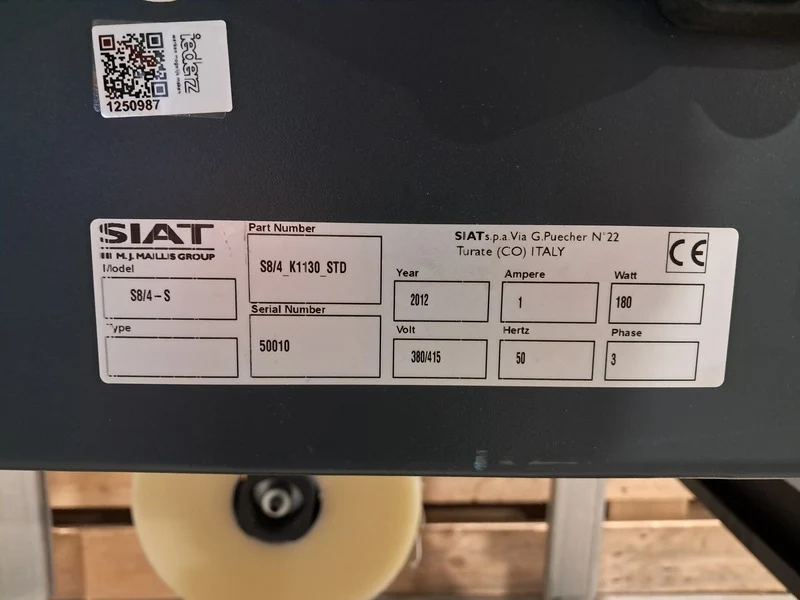 1250987
SIAT
M.J. MAILLIS GROUP
Model
S8/4-S
Type
Part Number
S8/4_K1130_STD
Serial Number
50010
SIAT s.p.a. Via G.Puecher N°22
Turate (CO) ITALY
CE
Year
2012
Ampere
1
Watt
180
Volt
380/415
Hertz
50
Phase
3